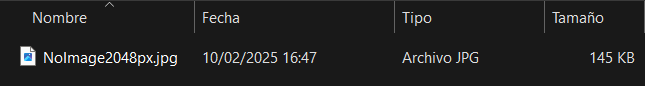 Nombre Fecha Tipo Tamaño
NoImage2048px.jpg 10/02/2025 16:47 Archivo JPG 145 KB